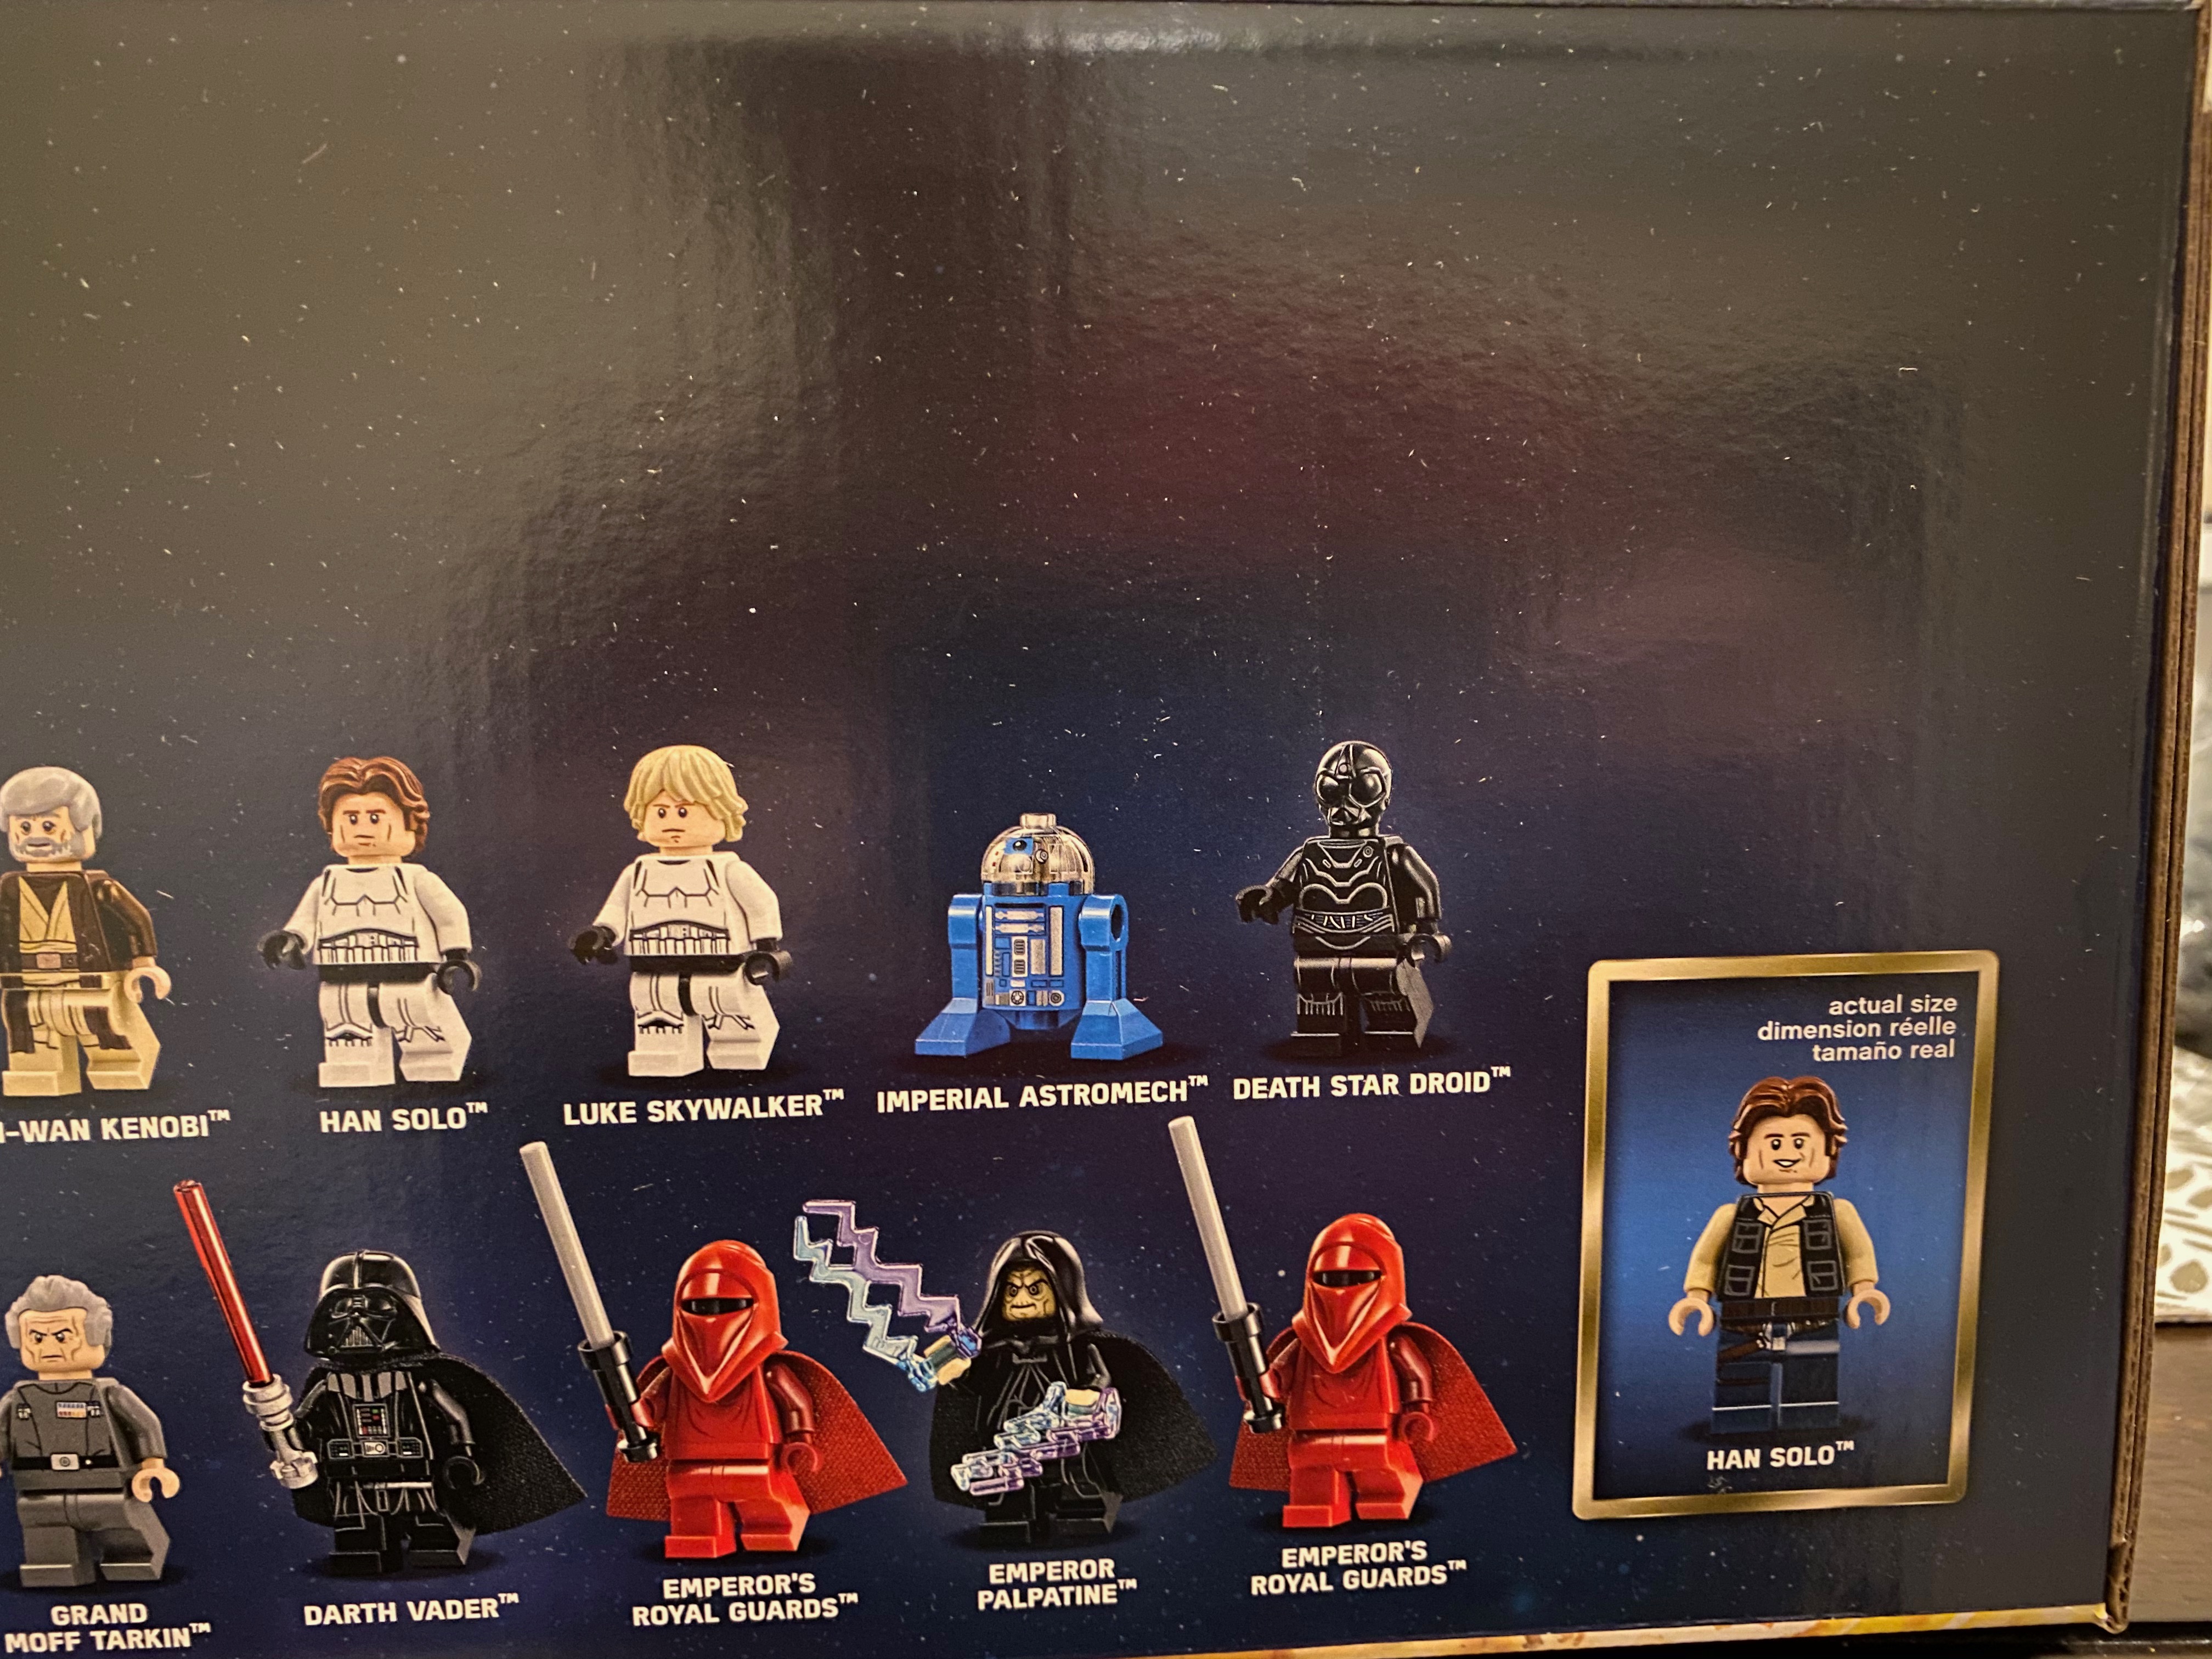 actual size
dimension réelle
tamaño real
I-WAN KENOBI™
HAN SOLO™
LUKE SKYWALKER™
IMPERIAL ASTROMECH™
DEATH STAR DROID™
HAN SOLO™
GRAND
MOFF TARKIN™
DARTH VADER™
EMPEROR'S
ROYAL GUARDS™
EMPEROR
PALPATINE™
EMPEROR'S
ROYAL GUARDS™